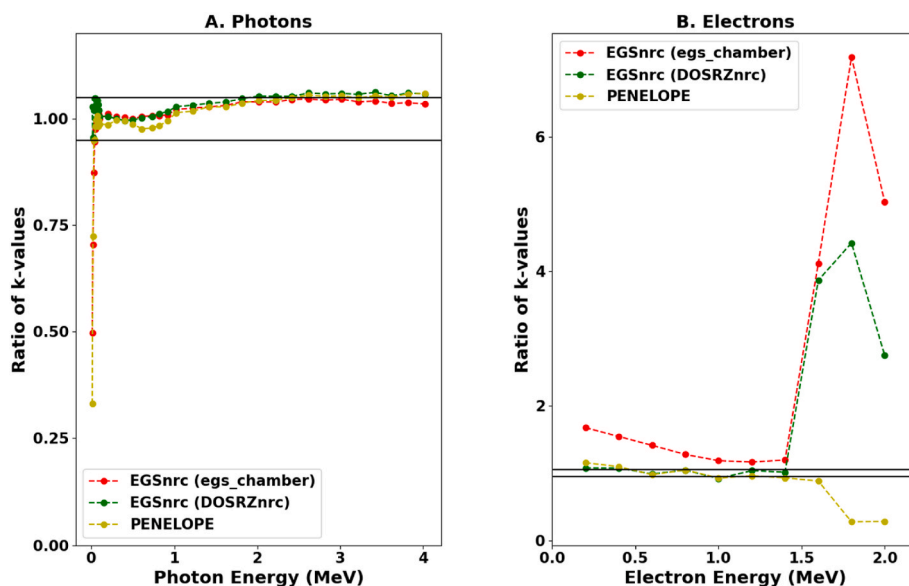 A. Photons
Ratio of k-values
1.00
0.75
0.50
0.25
0.00
EGSnrc (egs_chamber)
EGSnrc (DOSRZnrc)
PENELOPE
0 1 2 3 4
Photon Energy (MeV)
B. Electrons
Ratio of k-values
6
4
2
0
EGSnrc (egs_chamber)
EGSnrc (DOSRZnrc)
PENELOPE
0.0 0.5 1.0 1.5 2.0
Electron Energy (MeV)